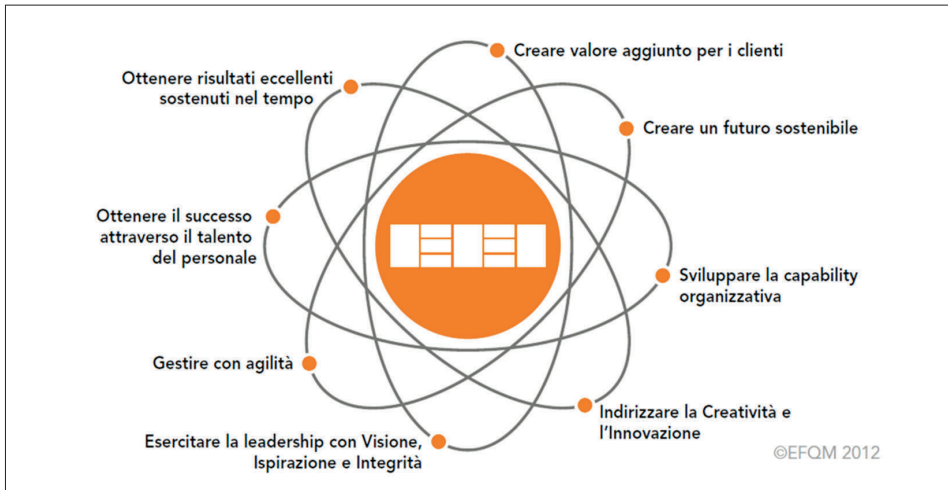 Creare valore aggiunto per i clienti
Ottenere risultati eccellenti
sostenuti nel tempo
Creare un futuro sostenibile
Ottenere il successo
attraverso il talento
del personale
Sviluppare la capability
organizzativa
Gestire con agilità
Indirizzare la Creatività e
l'Innovazione
Esercitare la leadership con Visione,
Ispirazione e Integrità
©EFQM 2012